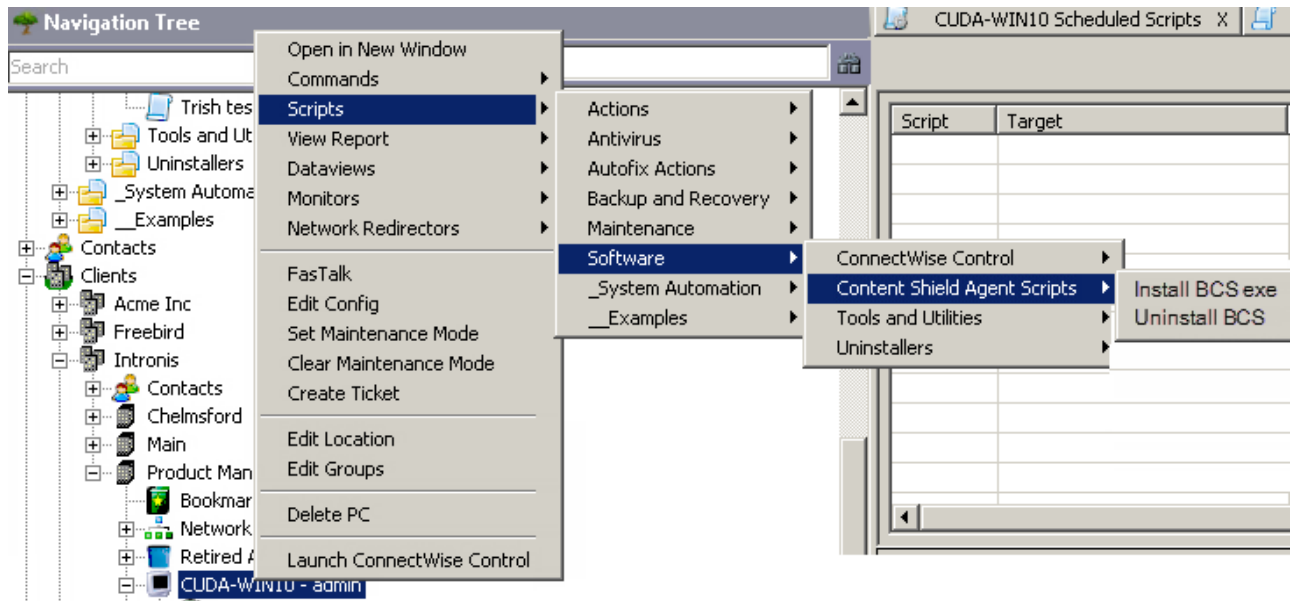 Navigation Tree
Search
Trish tes
Tools and Ut
Uninstallers
_System Automa
__Examples
Contacts
Clients
Acme Inc
Freebird
Intronis
Contacts
Chelmsford
Main
Product Man
Bookmar
Network
Retired A
CUDA-WIN10 - admin
Open in New Window
Commands
Scripts
View Report
Dataviews
Monitors
Network Redirectors
FasTalk
Edit Config
Set Maintenance Mode
Clear Maintenance Mode
Create Ticket
Edit Location
Edit Groups
Delete PC
Launch ConnectWise Control
Actions
Antivirus
Autofix Actions
Backup and Recovery
Maintenance
Software
_System Automation
__Examples
ConnectWise Control
Content Shield Agent Scripts
Tools and Utilities
Uninstallers
Install BCS exe
Uninstall BCS
CUDA-WIN10 Scheduled Scripts X
Script Target